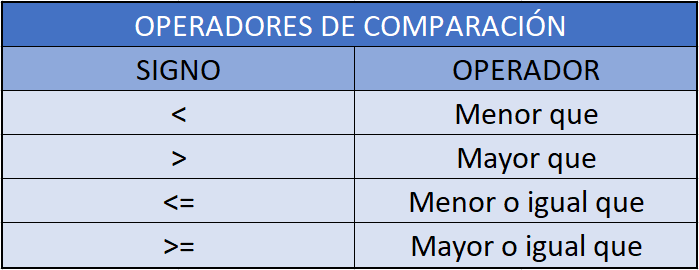 OPERADORES DE COMPARACIÓN
SIGNO OPERADOR
< Menor que
> Mayor que
<= Menor o igual que
>= Mayor o igual que